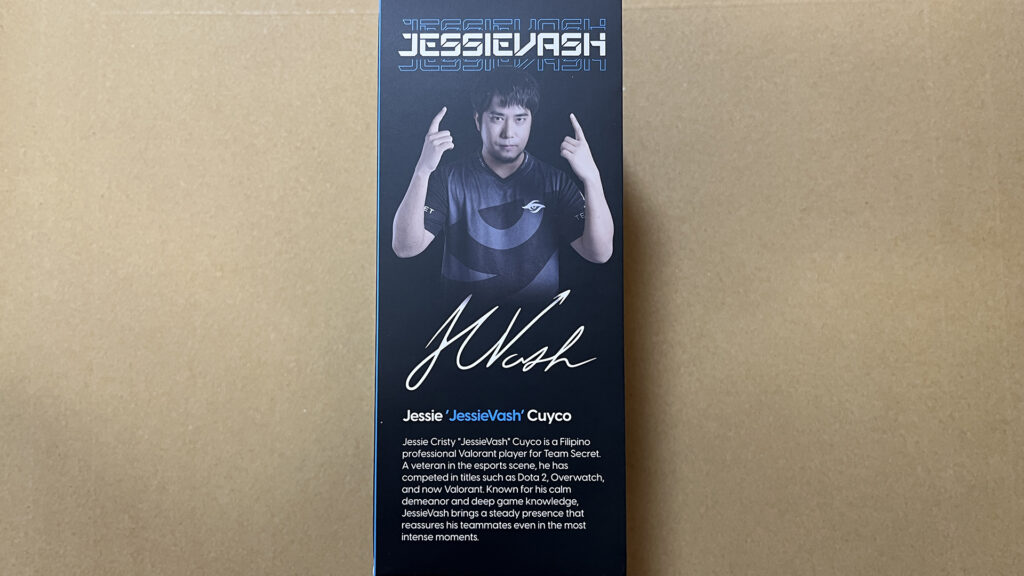 JESSIEVASH
ET
TE
JVash
Jessie 'JessieVash' Cuyco
Jessie Cristy "JessieVash" Cuyco is a Filipino
professional Valorant player for Team Secret.
A veteran in the esports scene, he has
competed in titles such as Dota 2, Overwatch,
and now Valorant. Known for his calm
demeanor and deep game knowledge,
JessieVash brings a steady presence that
reassures his teammates even in the most
intense moments.